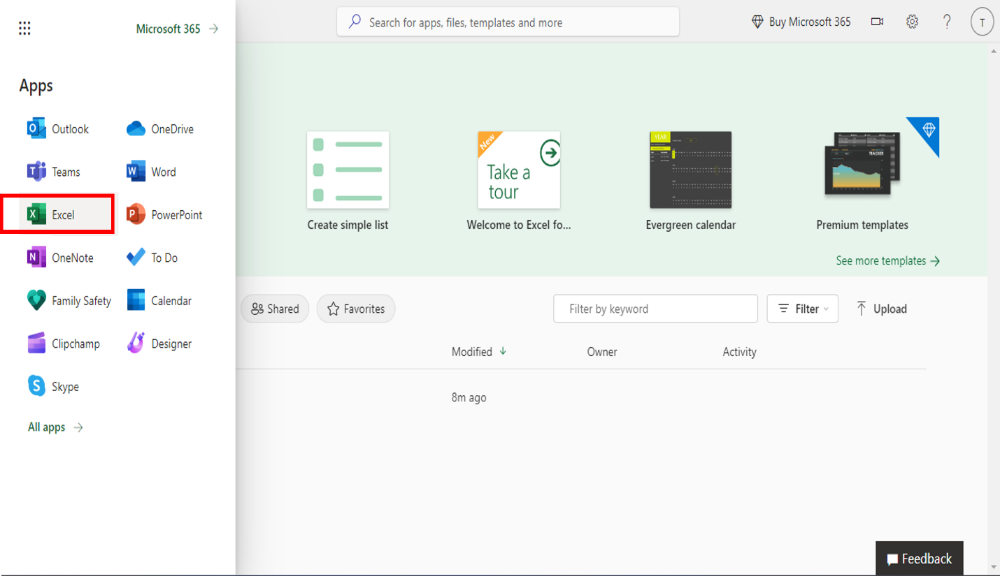 Microsoft 365
Search for apps, files, templates and more
Buy Microsoft 365
?
T
Apps
Outlook
OneDrive
Teams
Word
Excel
PowerPoint
OneNote
To Do
Family Safety
Calendar
Clipchamp
Designer
Skype
All apps
New
Take a
tour
YEAR
TRACKER
Create simple list
Welcome to Excel fo...
Evergreen calendar
Premium templates
See more templates
Shared
Favorites
Filter by keyword
Filter
Upload
Modified
Owner
Activity
8m ago
Feedback